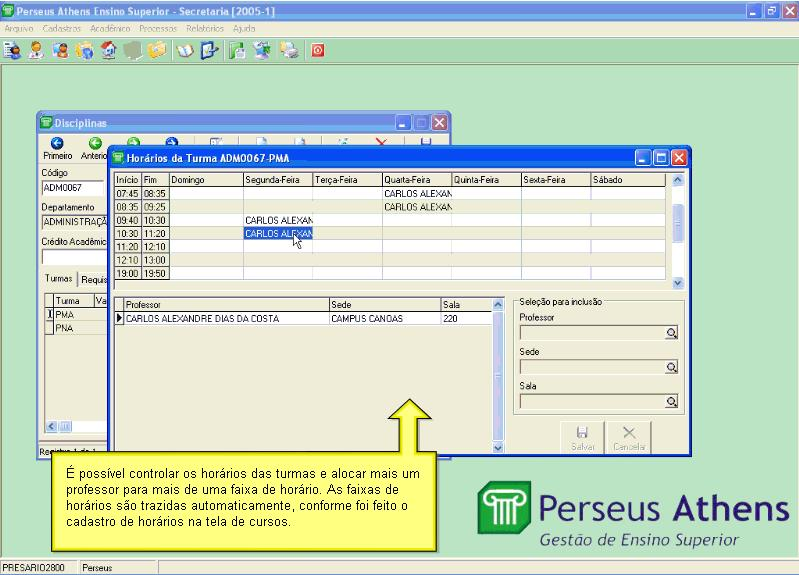 Perseus Athens Ensino Superior - Secretaria [2005-1]
Arquivo Cadastros Acadêmico Processos Relatórios Ajuda
Disciplinas
Primeiro Anterio
Código
ADM0067
Departamento
ADMINISTRAÇÃ
Crédito Acadêmic
Turmas Requis
Turma Va
PMA
PNA
Registro 1 de 1
Horários da Turma ADM0067-PMA
Início Fim Domingo Segunda-Feira Terça-Feira Quarta-Feira Quinta-Feira Sexta-Feira Sábado
07:45 08:35 CARLOS ALEXAN
08:35 09:25 CARLOS ALEXAN
09:40 10:30 CARLOS ALEXAN
10:30 11:20 CARLOS ALEXAN
11:20 12:10
12:10 13:00
19:00 19:50
Professor Sede Sala
CARLOS ALEXANDRE DIAS DA COSTA CAMPUS CANOAS 220
Seleção para inclusão
Professor
Sede
Sala
Salvar Cancelar
É possível controlar os horários das turmas e alocar mais um
professor para mais de uma faixa de horário. As faixas de
horários são trazidas automaticamente, conforme foi feito o
cadastro de horários na tela de cursos.
Perseus Athens
Gestão de Ensino Superior
PRESARIO2800 Perseus